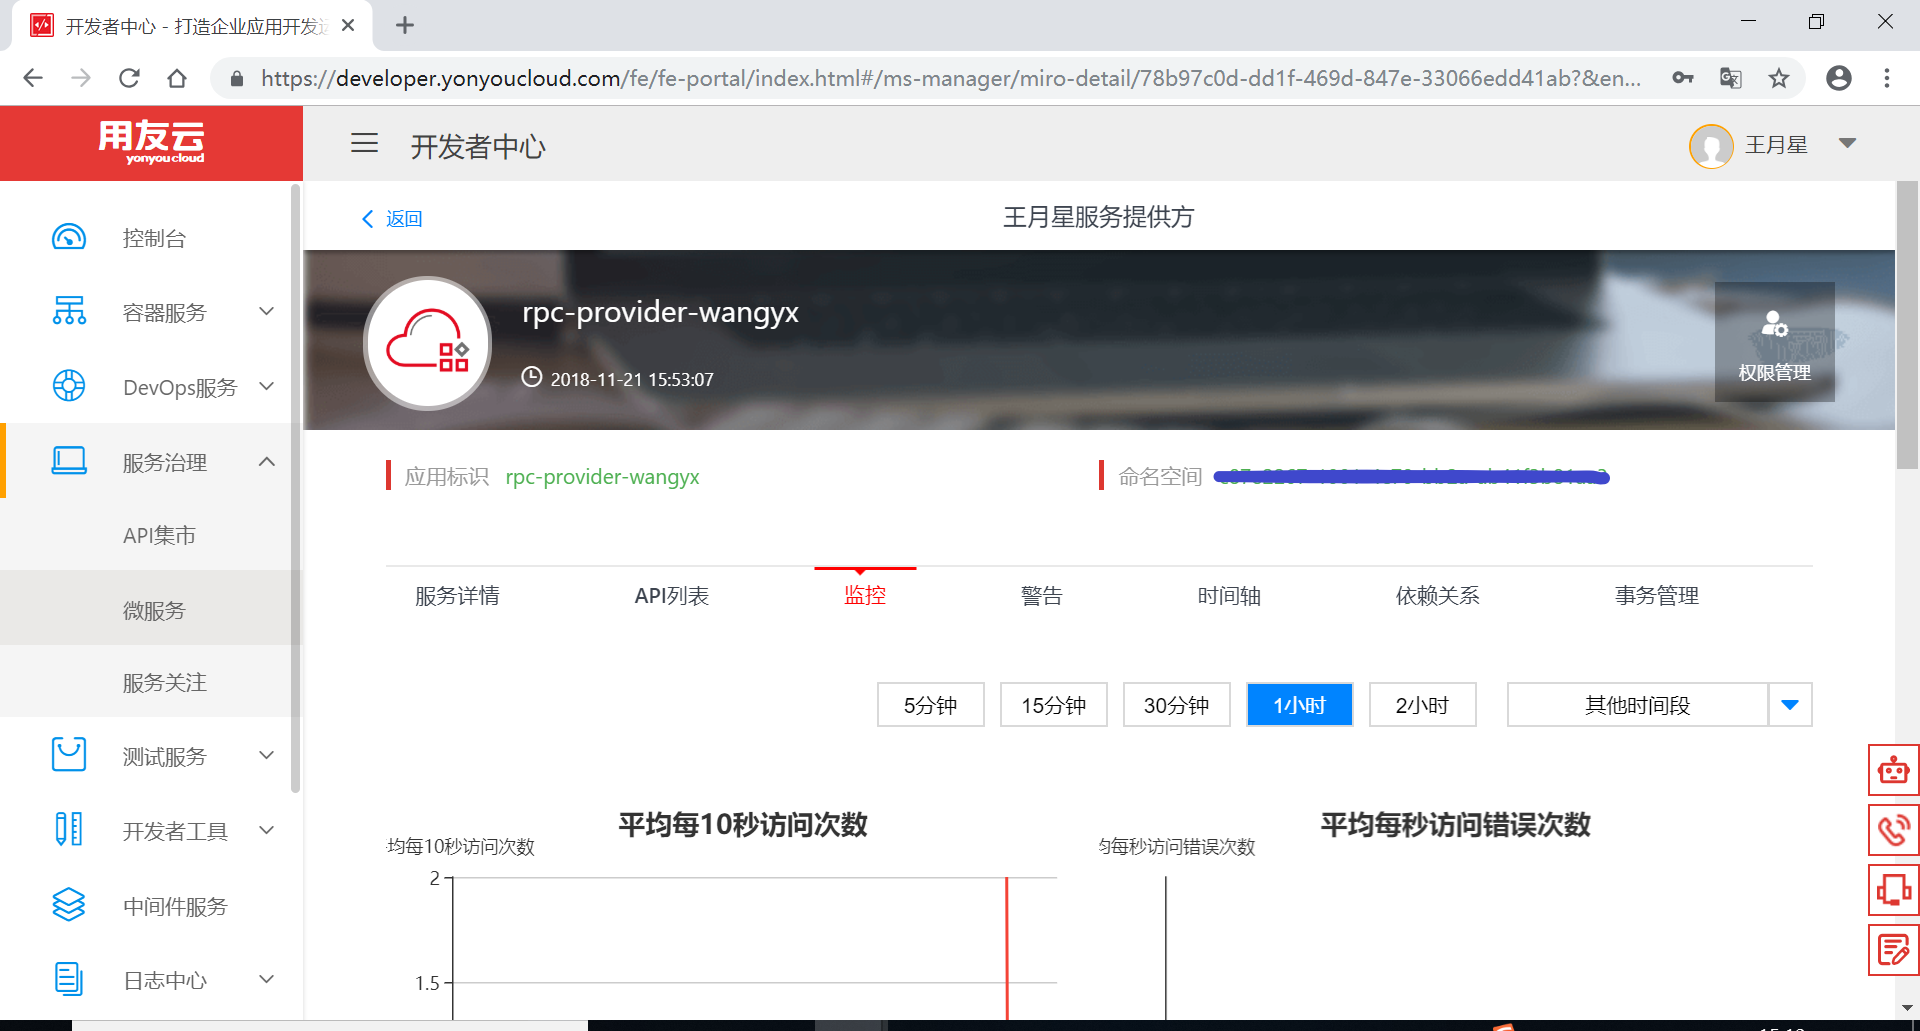 开发者中心 - 打造企业应用开发
https://developer.yonyoucloud.com/fe/fe-portal/index.html#/ms-manager/miro-detail/78b97c0d-dd1f-469d-847e-33066edd41ab?&en...
用友云
yonyoucloud
开发者中心
王月星
返回
王月星服务提供方
控制台
容器服务
DevOps服务
服务治理
API集市
微服务
服务关注
测试服务
开发者工具
中间件服务
日志中心
rpc-provider-wangyx
2018-11-21 15:53:07
权限管理
应用标识 rpc-provider-wangyx
命名空间
服务详情 API列表 监控 警告 时间轴 依赖关系 事务管理
5分钟 15分钟 30分钟 1小时 2小时 其他时间段
平均每10秒访问次数
均每10秒访问次数
2
1.5
平均每秒访问错误次数
均每秒访问错误次数